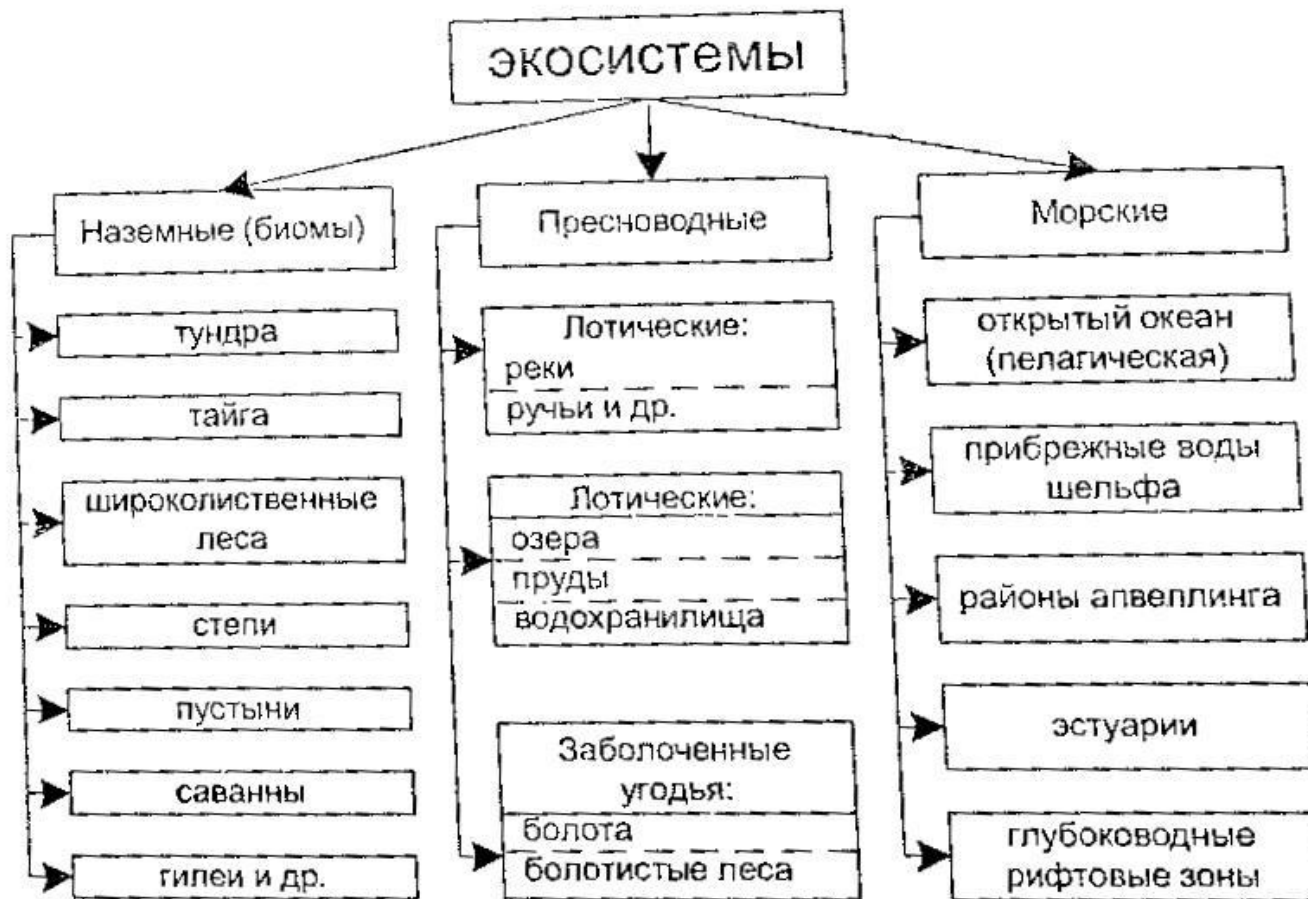 экосистемы
Наземные (биомы)
тундра
тайга
широколиственные
леса
степи
пустыни
саванны
гилеи и др.
Пресноводные
Лотические:
реки
ручьи и др.
Лотические:
озера
пруды
водохранилища
Заболоченные
угодья:
болота
болотистые леса
Морские
открытый океан
(пелагическая)
прибрежные воды
шельфа
районы апвеллинга
эстуарии
глубоководные
рифтовые зоны